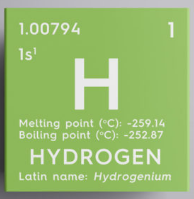 1.00794 1
1s¹
H
Melting point (°C): -259.14
Boiling point (°C): -252.87
HYDROGEN
Latin name: Hydrogenium